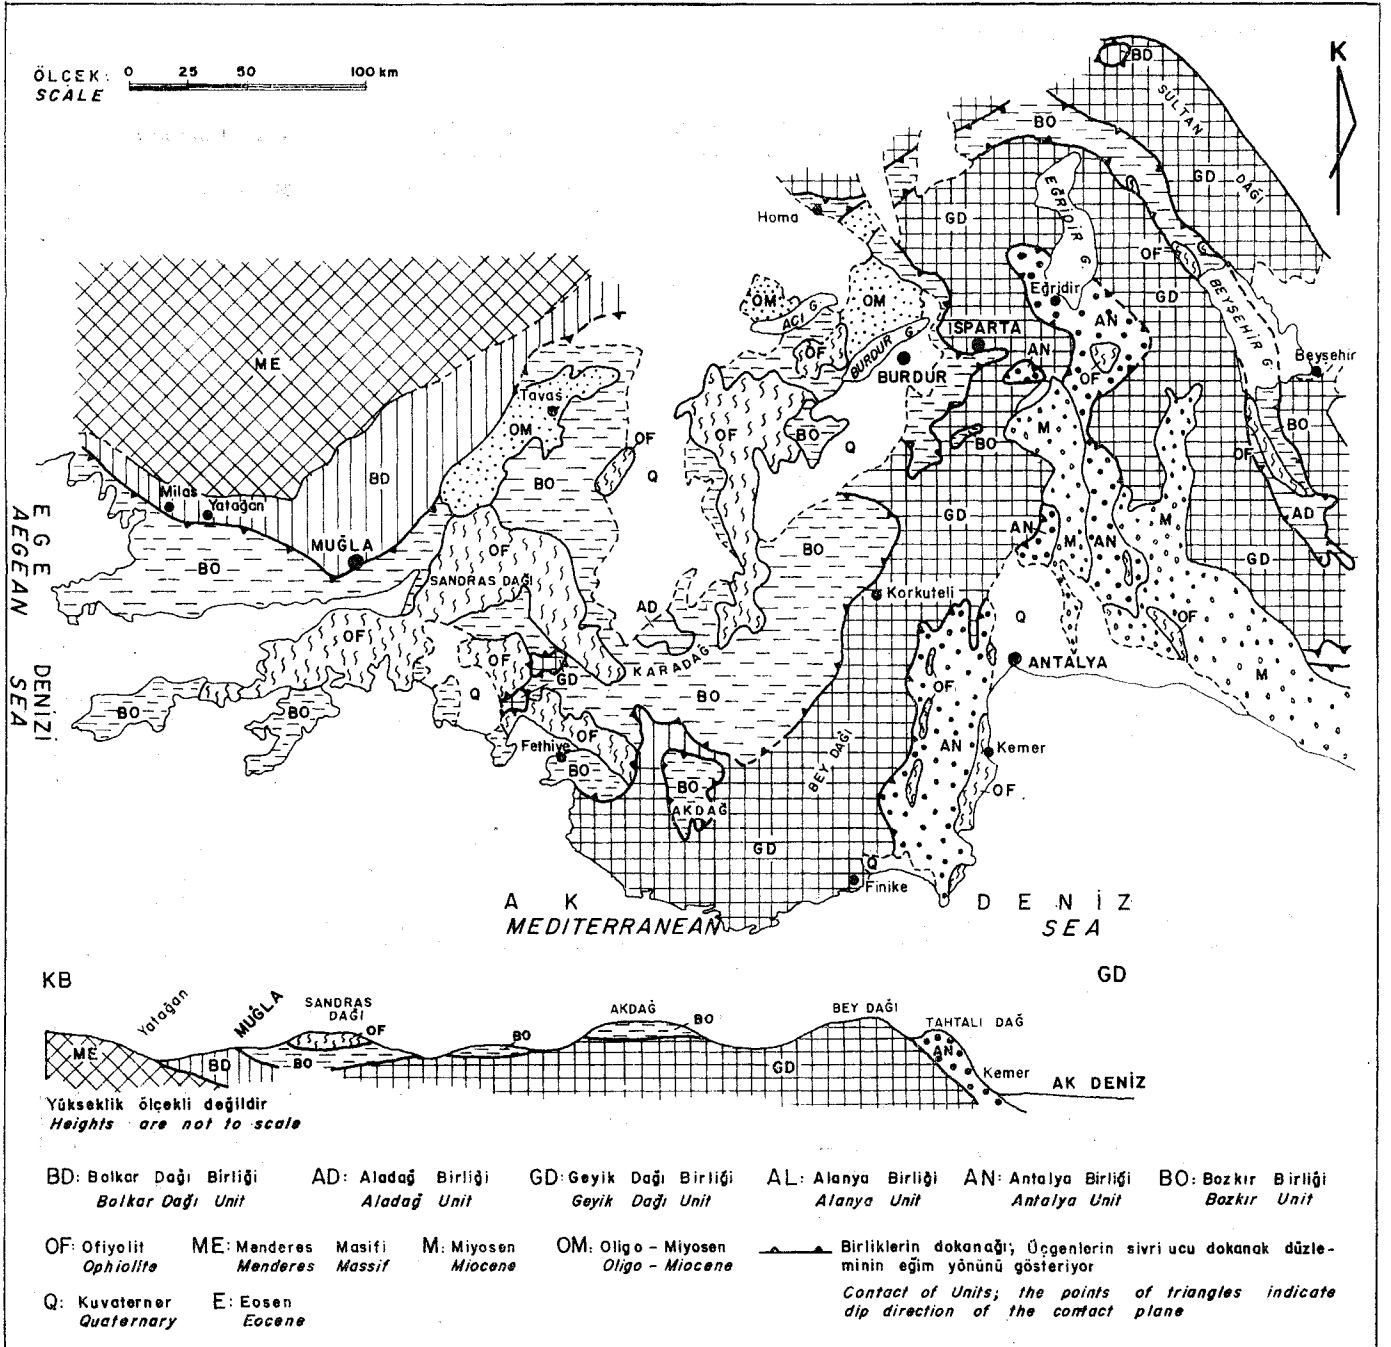 ÖLÇEK: 0 25 50 100 km
SCALE
K
BD
SULTAN DAĞI
BO
GD
Homa
GD
EĞRİDİR G
OF
G
BEYŞEHİR G
OM
ACI G
OM
Eğridir
AN
GD
ISPARTA
AN
OF
BURDUR G
BURDUR
OF
Beyşehir
ME
Tavas
OM
OF
OF
BO
Q
BO
M
BO
OF
BD
BO
Milas
Yatağan
GD
AN
M
AN
M
AD
GD
MUĞLA
BO
OF
SANDRAS DAĞI
BO
Korkuteli
AD
Q
OF
EGE DENİZİ
AEGEAN SEA
OF
OF
GD
KARADAĞ
BO
ANTALYA
OF
M
Q
BO
BO
Fethiye
OF
BO
BEY DAĞI
AN
Kemer
OF
BO
AKDAĞ
GD
Q
Finike
AK DENİZ
MEDITERRANEAN SEA
KB
GD
Yatağan
MUĞLA
SANDRAS
DAĞI
OF
AKDAĞ
BO
BEY DAĞI
TAHTALI DAĞ
ME
BD
BO
BO
GD
AN
Kemer
AK DENİZ
Yükseklik ölçekli değildir
Heights are not to scale
BD: Bolkar Dağı Birliği AD: Aladağ Birliği GD: Geyik Dağı Birliği AL: Alanya Birliği AN: Antalya Birliği BO: Bozkır Birliği
Bolkar Dağı Unit Aladağ Unit Geyik Dağı Unit Alanya Unit Antalya Unit Bozkır Unit
OF: Ofiyolit ME: Menderes Masifi M: Miyosen OM: Oligo - Miyosen
Ophiolite Menderes Massif Miocene Oligo - Miocene
Birliklerin dokanağı; Üçgenlerin sivri ucu dokanak düzle-
minin eğim yönünü gösteriyor
Contact of Units; the points of triangles indicate
dip direction of the contact plane
Q: Kuvaterner E: Eosen
Quaternary Eocene